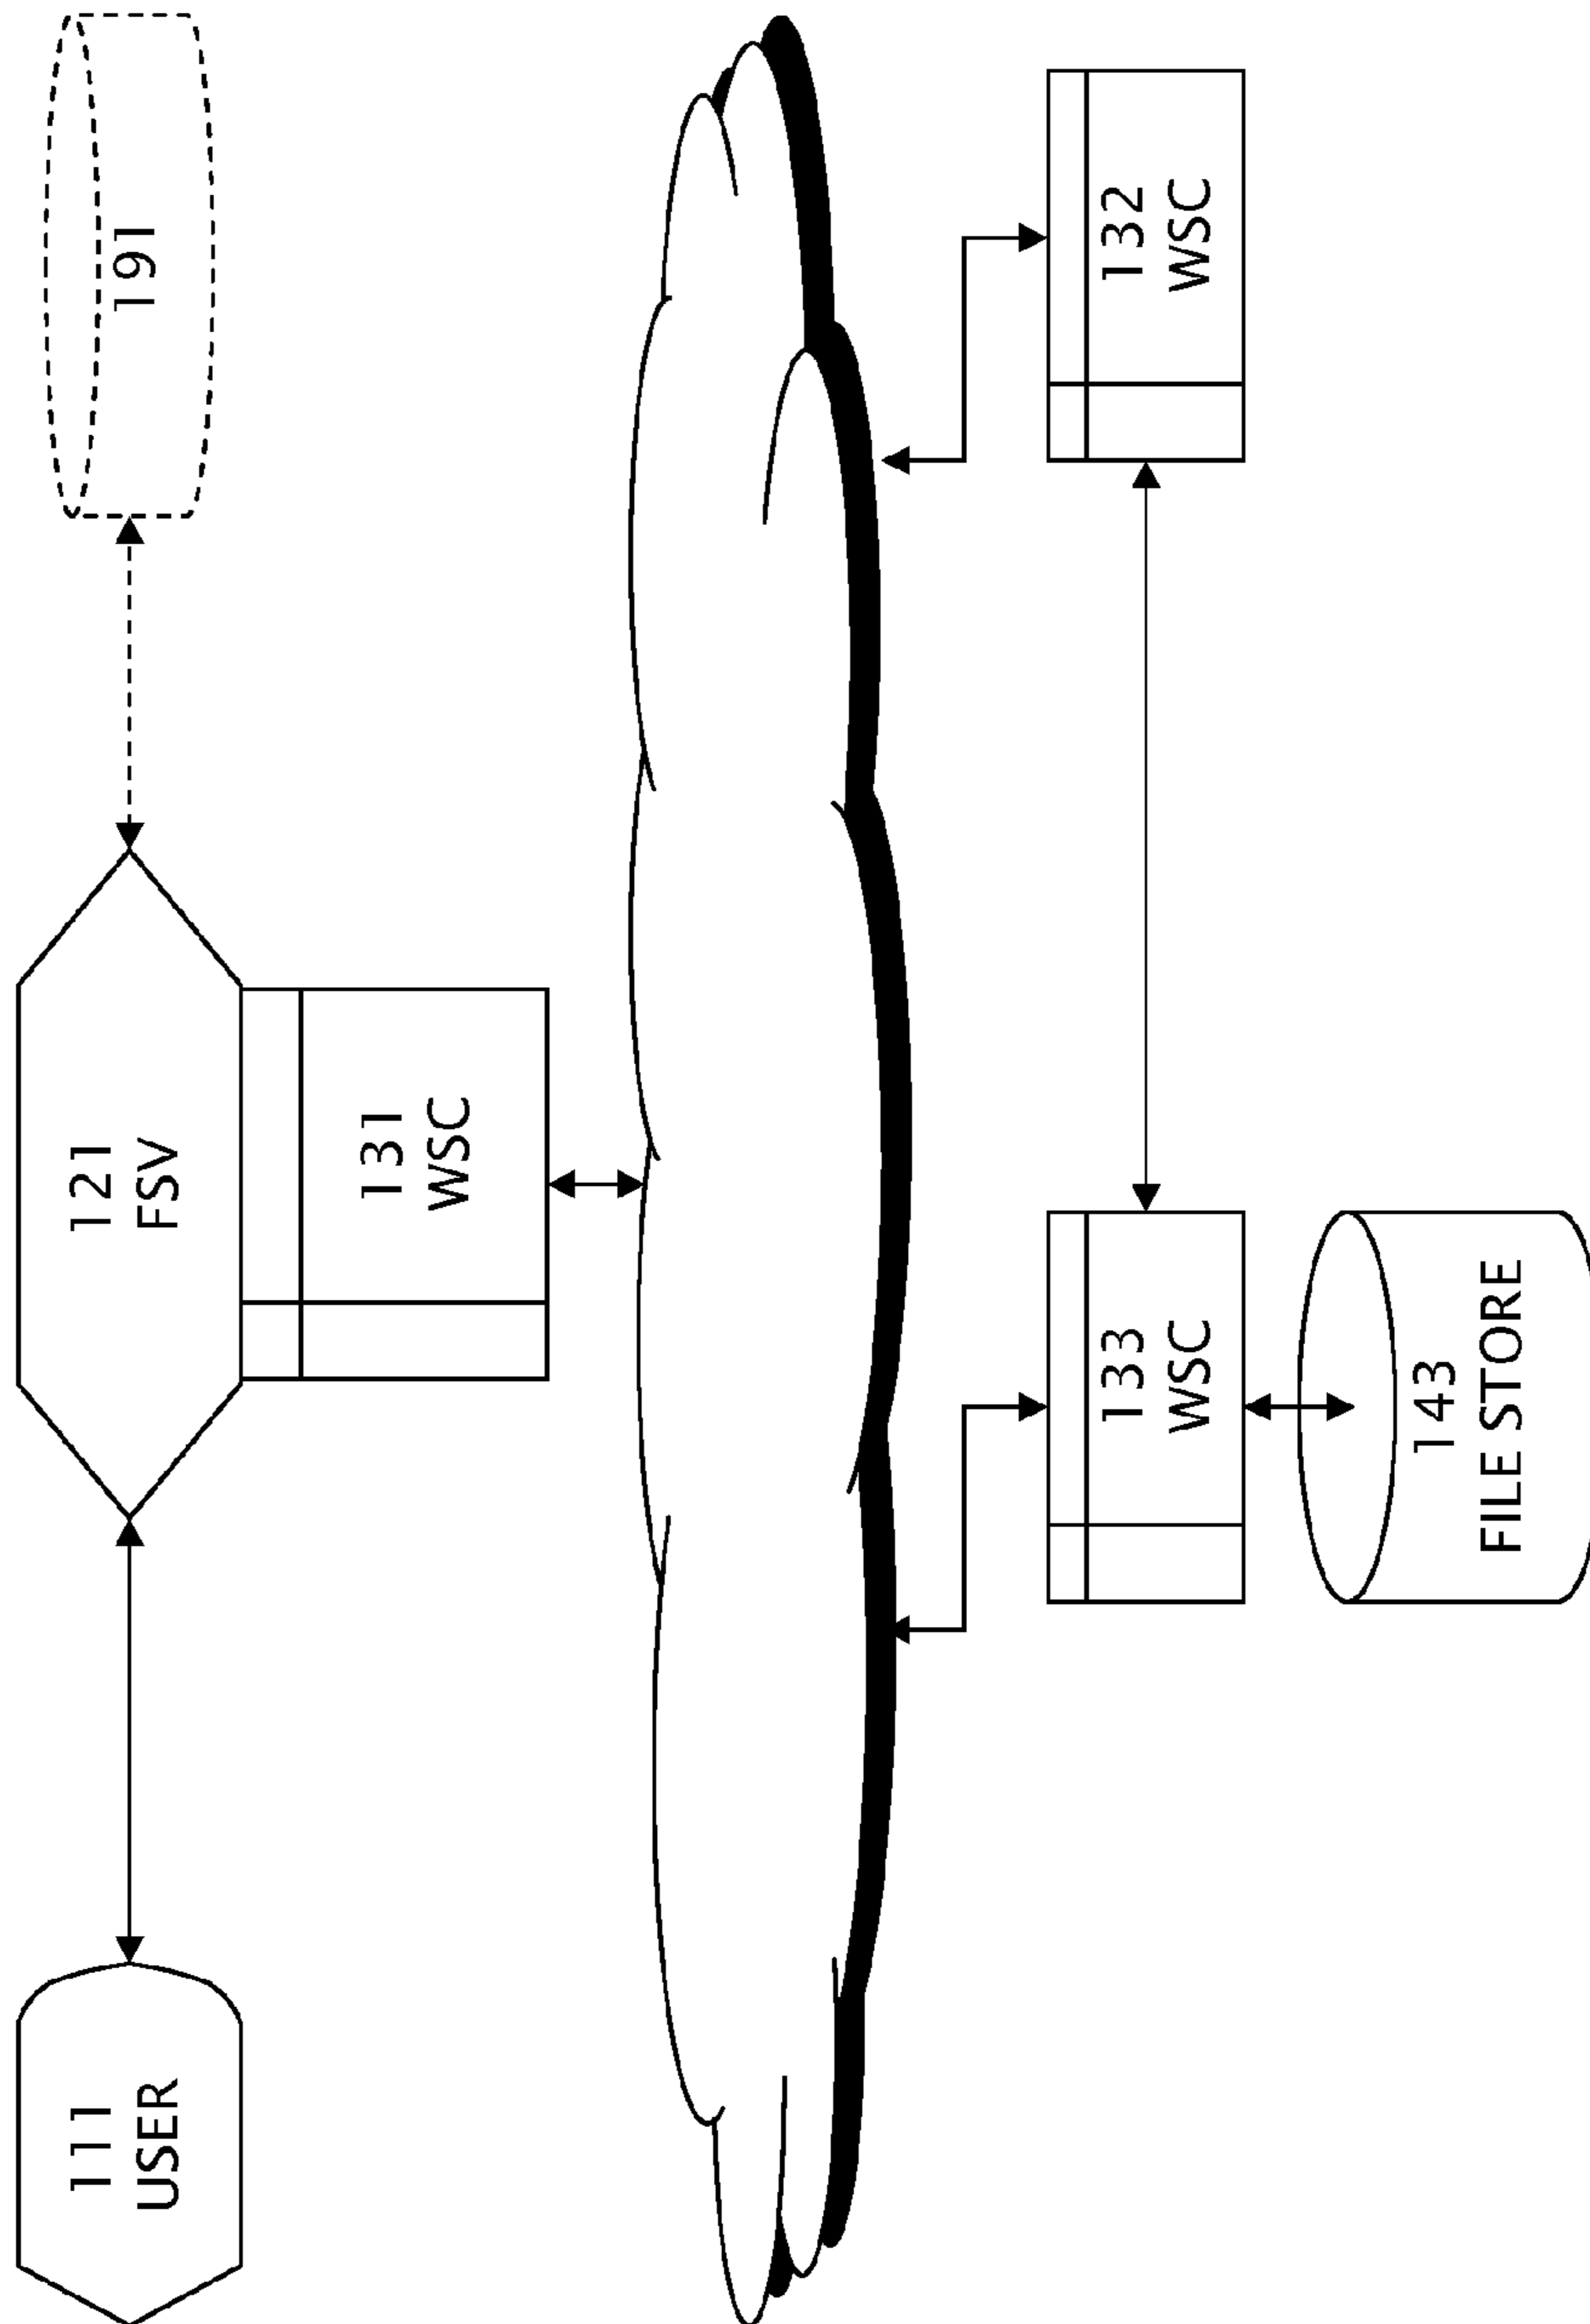 111
USER
121
FSV
191
131
WSC
133
WSC
132
WSC
143
FILE STORE